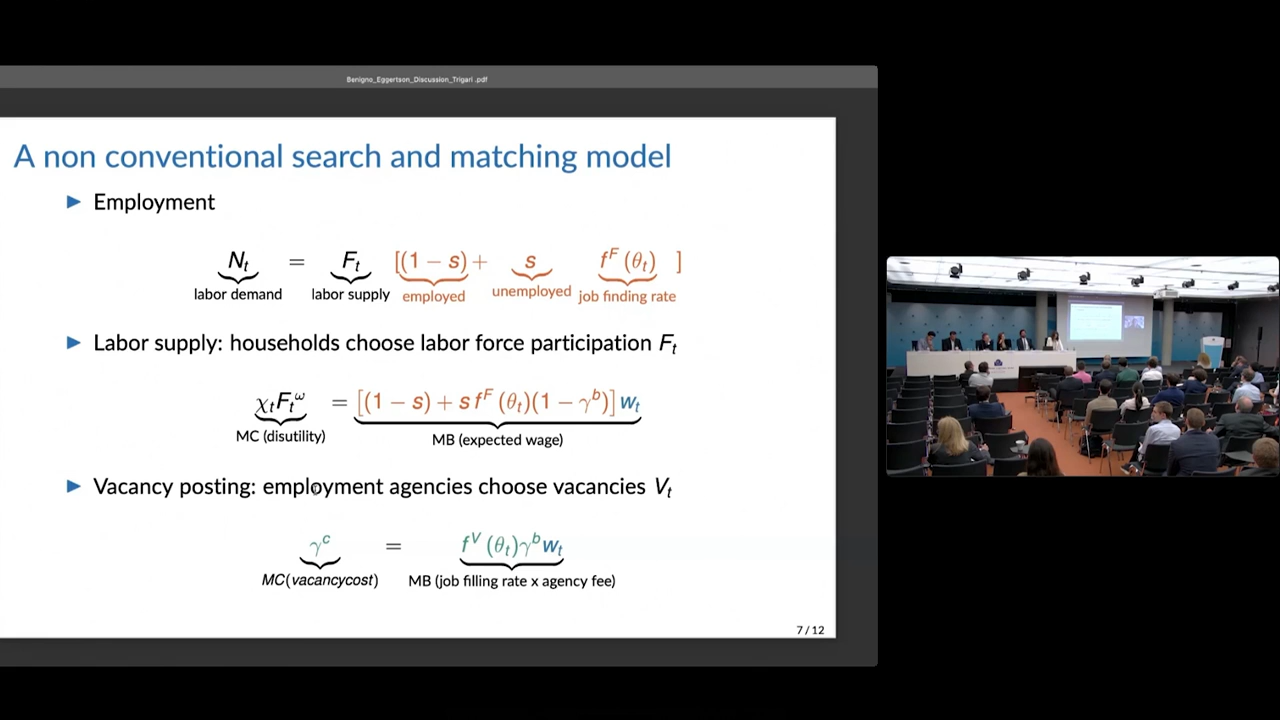 Benigno_Eggertson_Discussion_Trigari .pdf
A non conventional search and matching model
▶ Employment
N_t = F_t [(1 − s) + s f^F(θ_t) ]
labor demand labor supply employed unemployed job finding rate
▶ Labor supply: households choose labor force participation F_t
χ_t F_t^ω = [(1 − s) + s f^F(θ_t)(1 − γ^b)] w_t
MC (disutility) MB (expected wage)
▶ Vacancy posting: employment agencies choose vacancies V_t
γ^c = f^V(θ_t)γ^b w_t
MC(vacancycost) MB (job filling rate x agency fee)
7 / 12